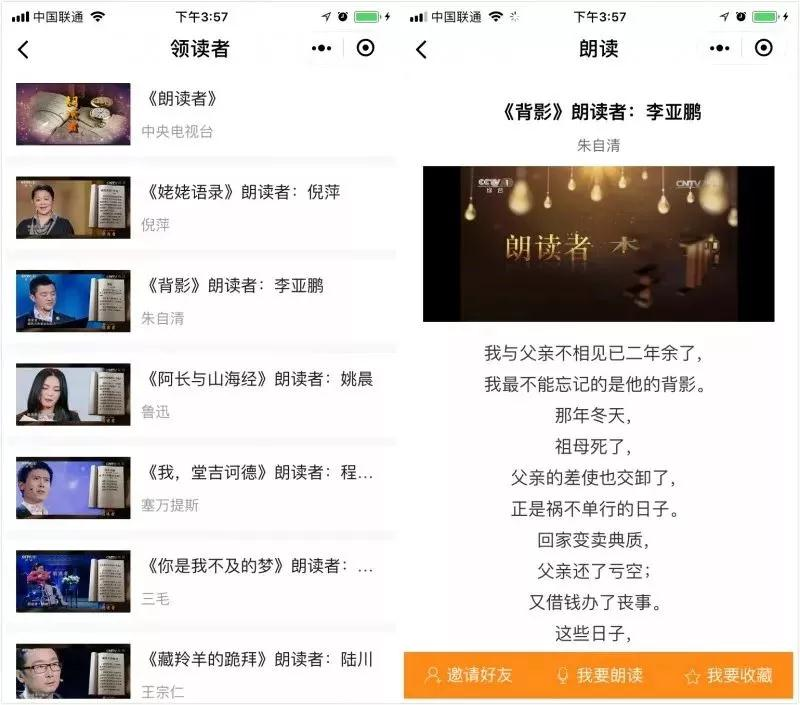 中国联通
下午3:57
领读者
《朗读者》
中央电视台
《姥姥语录》朗读者：倪萍
倪萍
《背影》朗读者：李亚鹏
朱自清
《阿长与山海经》朗读者：姚晨
鲁迅
《我，堂吉诃德》朗读者：程...
塞万提斯
《你是我不及的梦》朗读者：...
三毛
《藏羚羊的跪拜》朗读者：陆川
王宗仁
中国联通
下午3:57
朗读
《背影》朗读者：李亚鹏
朱自清
CCTV 1
综合
CNTV
朗读者
我与父亲不相见已二年余了，
我最不能忘记的是他的背影。
那年冬天，
祖母死了，
父亲的差使也交卸了，
正是祸不单行的日子。
回家变卖典质，
父亲还了亏空；
又借钱办了丧事。
这些日子，
邀请好友
我要朗读
我要收藏